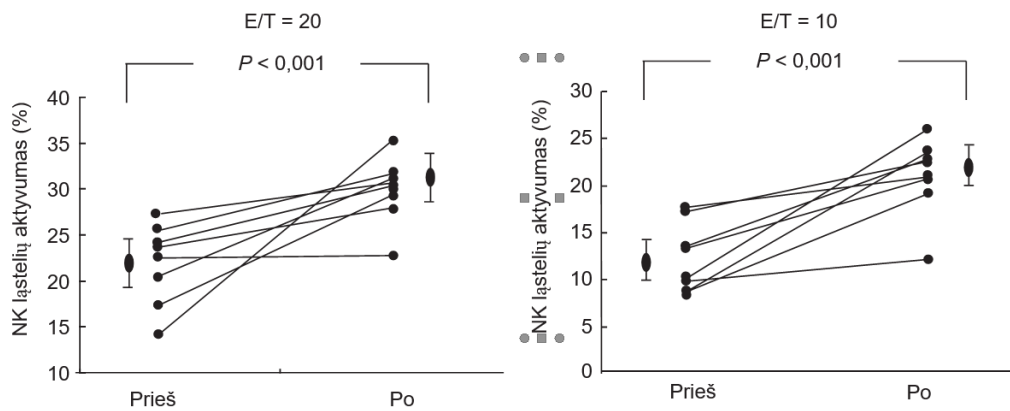 E/T = 20
P < 0,001
NK ląstelių aktyvumas (%)
40
35
30
25
20
15
10
Prieš
Po
E/T = 10
P < 0,001
NK ląstelių aktyvumas (%)
30
25
20
15
10
5
0
Prieš
Po